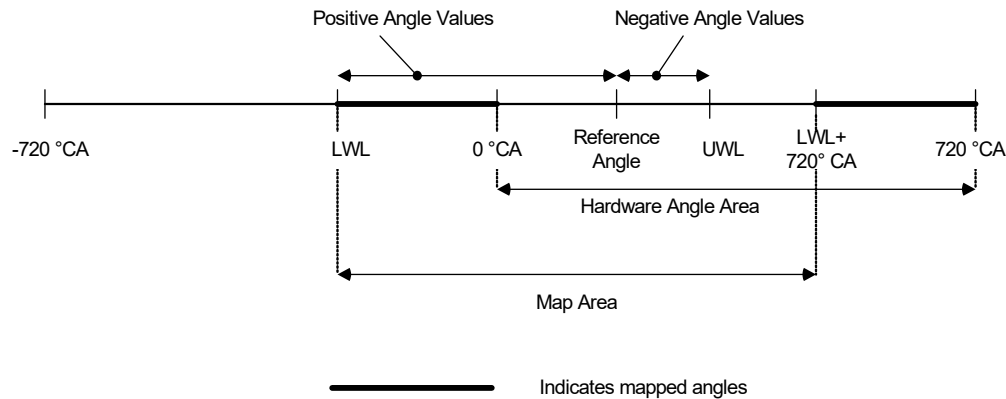 Positive Angle Values
Negative Angle Values
-720 °CA
LWL
0 °CA
Reference
Angle
UWL
LWL+
720° CA
720 °CA
Hardware Angle Area
Map Area
Indicates mapped angles